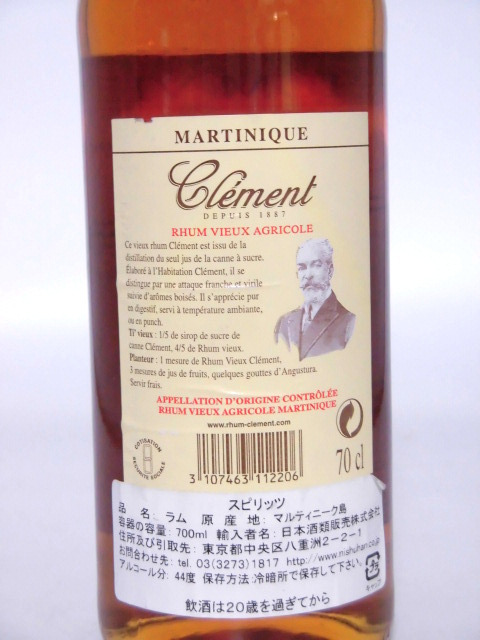 MARTINIQUE
Clément
DEPUIS 1887
RHUM VIEUX AGRICOLE
Ce vieux rhum Clément est issu de la
distillation du seul jus de la canne à sucre.
Élaboré à l'Habitation Clément, il se
distingue par une attaque franche et virile
suivie d'arômes boisés. Il s'apprécie pur
en digestif, servi à température ambiante,
ou en punch.
Ti' vieux : 1/5 de sirop de sucre de
canne Clément, 4/5 de Rhum vieux.
Planteur : 1 mesure de Rhum Vieux Clément,
3 mesures de jus de fruits, quelques gouttes d'Angustura.
Servir frais.
APPELLATION D'ORIGINE CONTRÔLÉE
RHUM VIEUX AGRICOLE MARTINIQUE
www.rhum-clement.com
3 107463 112206
COTISATION
SÉCURITÉ SOCIALE
70 cl
スピリッツ
品 名: ラム 原 産 地: マルティニーク島
容器の容量: 700ml 輸入者名: 日本酒類販売株式会社
住所及び引取先: 東京都中央区八重洲2-2-1
お問合わせ先: tel 03(3273)1817 http://www.nishuhan.co.jp
アルコール分: 44度 保存方法:冷暗所で保存して下さい。
飲酒は20歳を過ぎてから